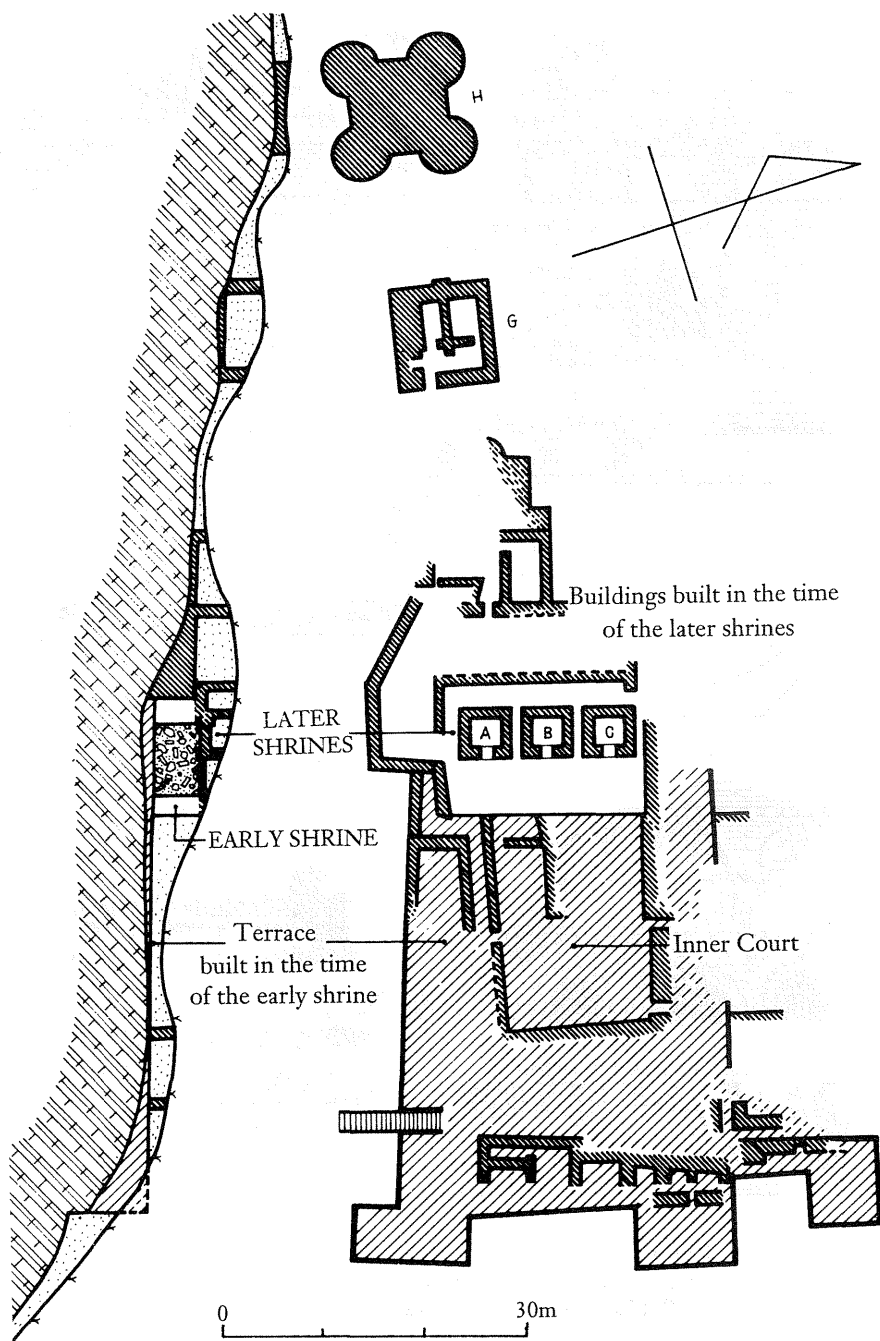 H
G
Buildings built in the time
of the later shrines
LATER
SHRINES
A
B
C
EARLY SHRINE
Terrace
built in the time
of the early shrine
Inner Court
0
30m